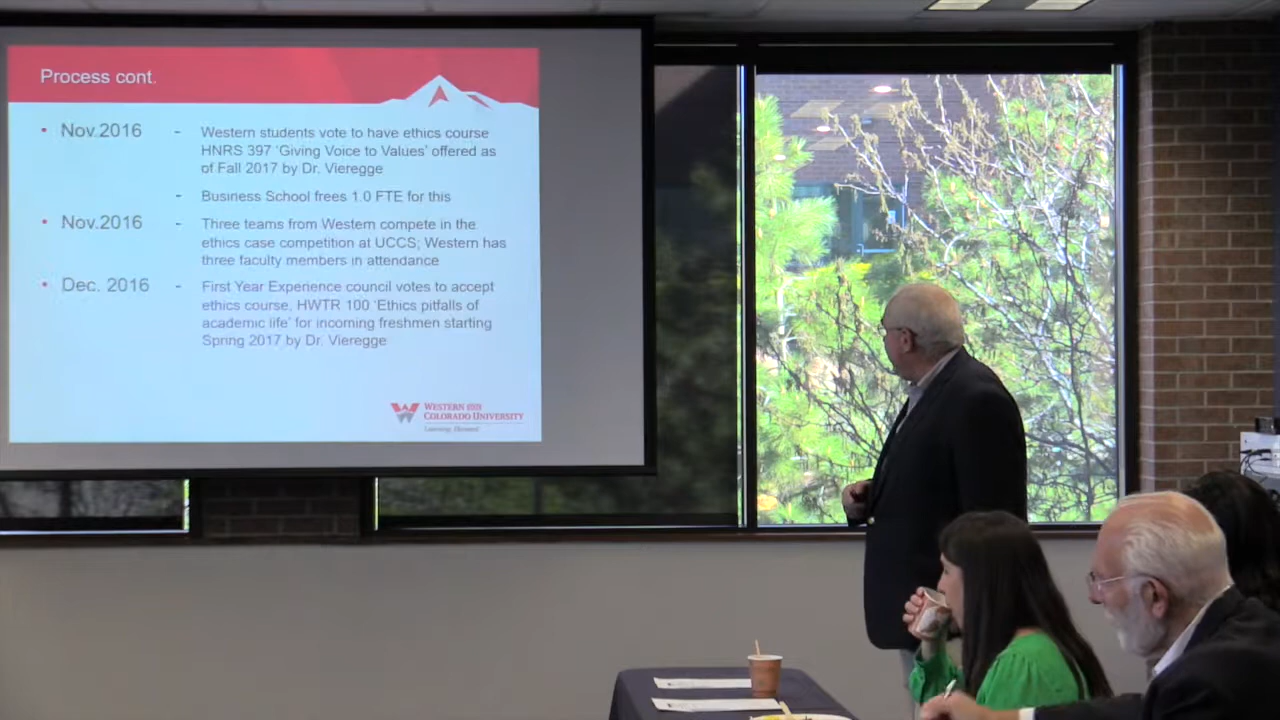 Process cont.
• Nov.2016 - Western students vote to have ethics course
HNRS 397 'Giving Voice to Values' offered as
of Fall 2017 by Dr. Vieregge
- Business School frees 1.0 FTE for this
• Nov.2016 - Three teams from Western compete in the
ethics case competition at UCCS; Western has
three faculty members in attendance
• Dec. 2016 - First Year Experience council votes to accept
ethics course, HWTR 100 'Ethics pitfalls of
academic life' for incoming freshmen starting
Spring 2017 by Dr. Vieregge
WESTERN
COLORADO UNIVERSITY
Learning, Elevated